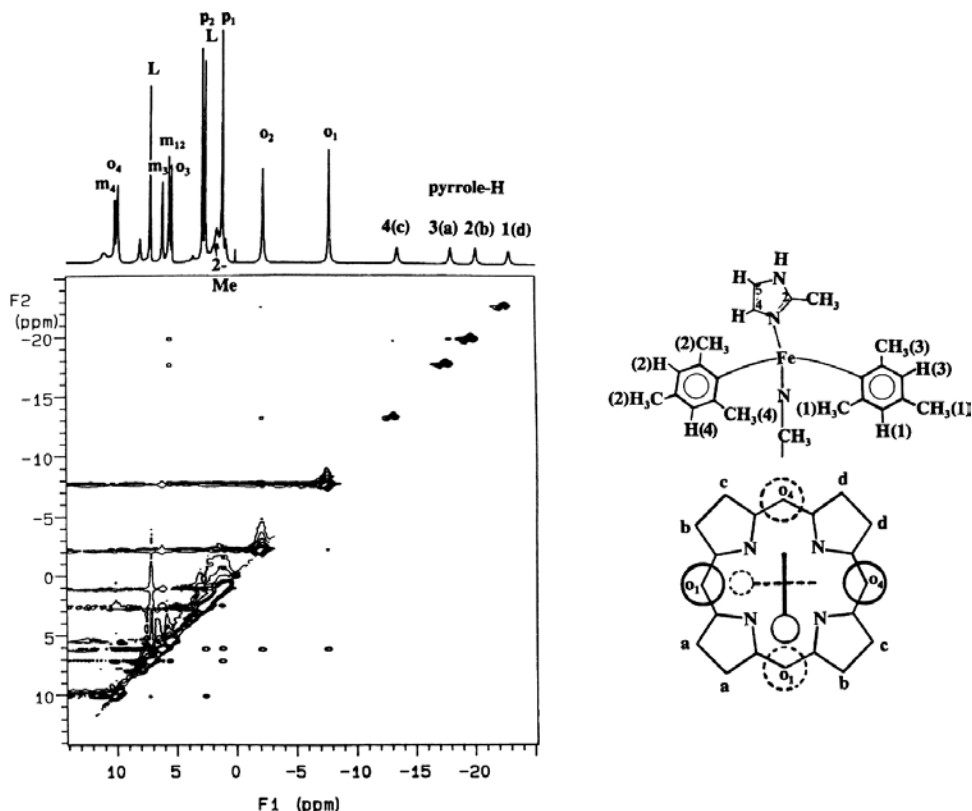 p2 p1
L
L
m12
o2
o1
o4
m4
m3
o3
pyrrole-H
4(c) 3(a) 2(b) 1(d)
2-
Me
F2
(ppm)
-20
-15
-10
-5
0
5
10
10 5 0 -5 -10 -15 -20
F1 (ppm)
H
H N
5 2 CH3
4
H N
(2)CH3 Fe CH3(3)
(2)H H(3)
N
(2)H3C CH3(4) (1)H3C CH3(1)
H(4) CH3 H(1)
c o4 d
b d
N N
o1 o4
N N
a c
a o1 b